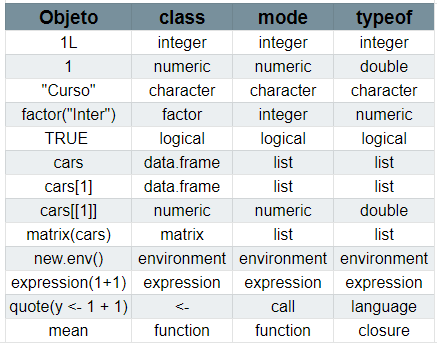 Objeto class mode typeof
1L integer integer integer
1 numeric numeric double
"Curso" character character character
factor("Inter") factor integer numeric
TRUE logical logical logical
cars data.frame list list
cars[1] data.frame list list
cars[[1]] numeric numeric double
matrix(cars) matrix list list
new.env() environment environment environment
expression(1+1) expression expression expression
quote(y <- 1 + 1) <- call language
mean function function closure